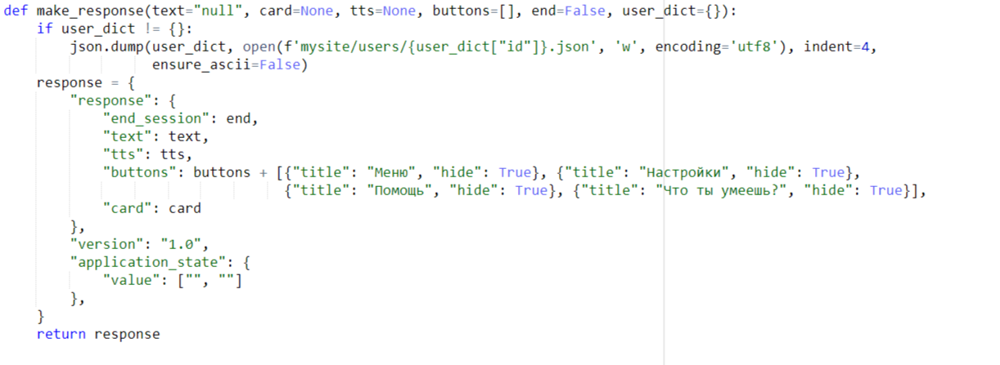 def make_response(text="null", card=None, tts=None, buttons=[], end=False, user_dict={}):
    if user_dict != {}:
        json.dump(user_dict, open(f'mysite/users/{user_dict["id"]}.json', 'w', encoding='utf8'), indent=4,
                  ensure_ascii=False)
    response = {
        "response": {
            "end_session": end,
            "text": text,
            "tts": tts,
            "buttons": buttons + [{"title": "Меню", "hide": True}, {"title": "Настройки", "hide": True},
                                  {"title": "Помощь", "hide": True}, {"title": "Что ты умеешь?", "hide": True}],
            "card": card
        },
        "version": "1.0",
        "application_state": {
            "value": ["", ""]
        },
    }
    return response